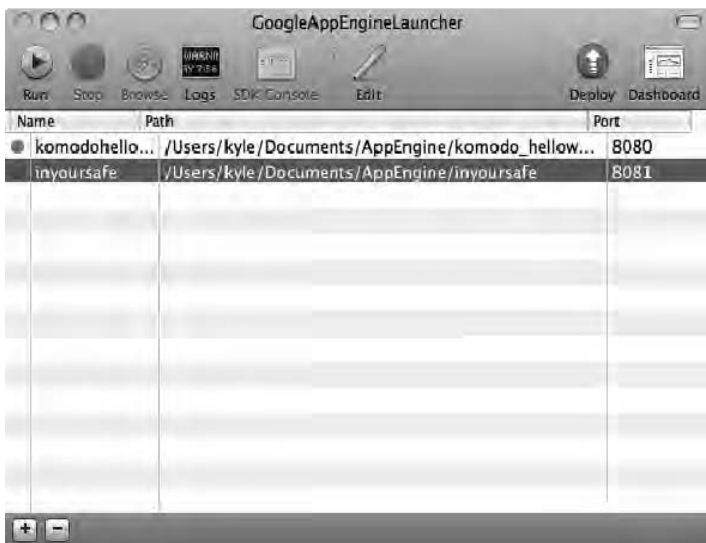 GoogleAppEngineLauncher
Run Stop Browse Logs SDK Console Edit Deploy Dashboard
Name Path Port
komodohello... /Users/kyle/Documents/AppEngine/komodo_hellow... 8080
inyoursafe /Users/kyle/Documents/AppEngine/inyoursafe 8081